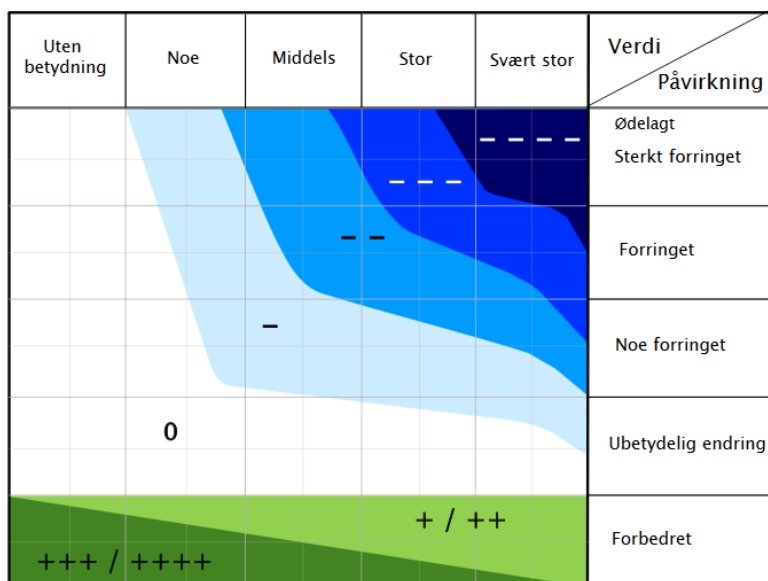 Uten betydning
Noe
Middels
Stor
Svært stor
Verdi
Påvirkning
Ødelagt
Sterkt forringet
– – – –
– – –
– –
Forringet
–
Noe forringet
0
Ubetydelig endring
+ / ++
Forbedret
+++ / ++++